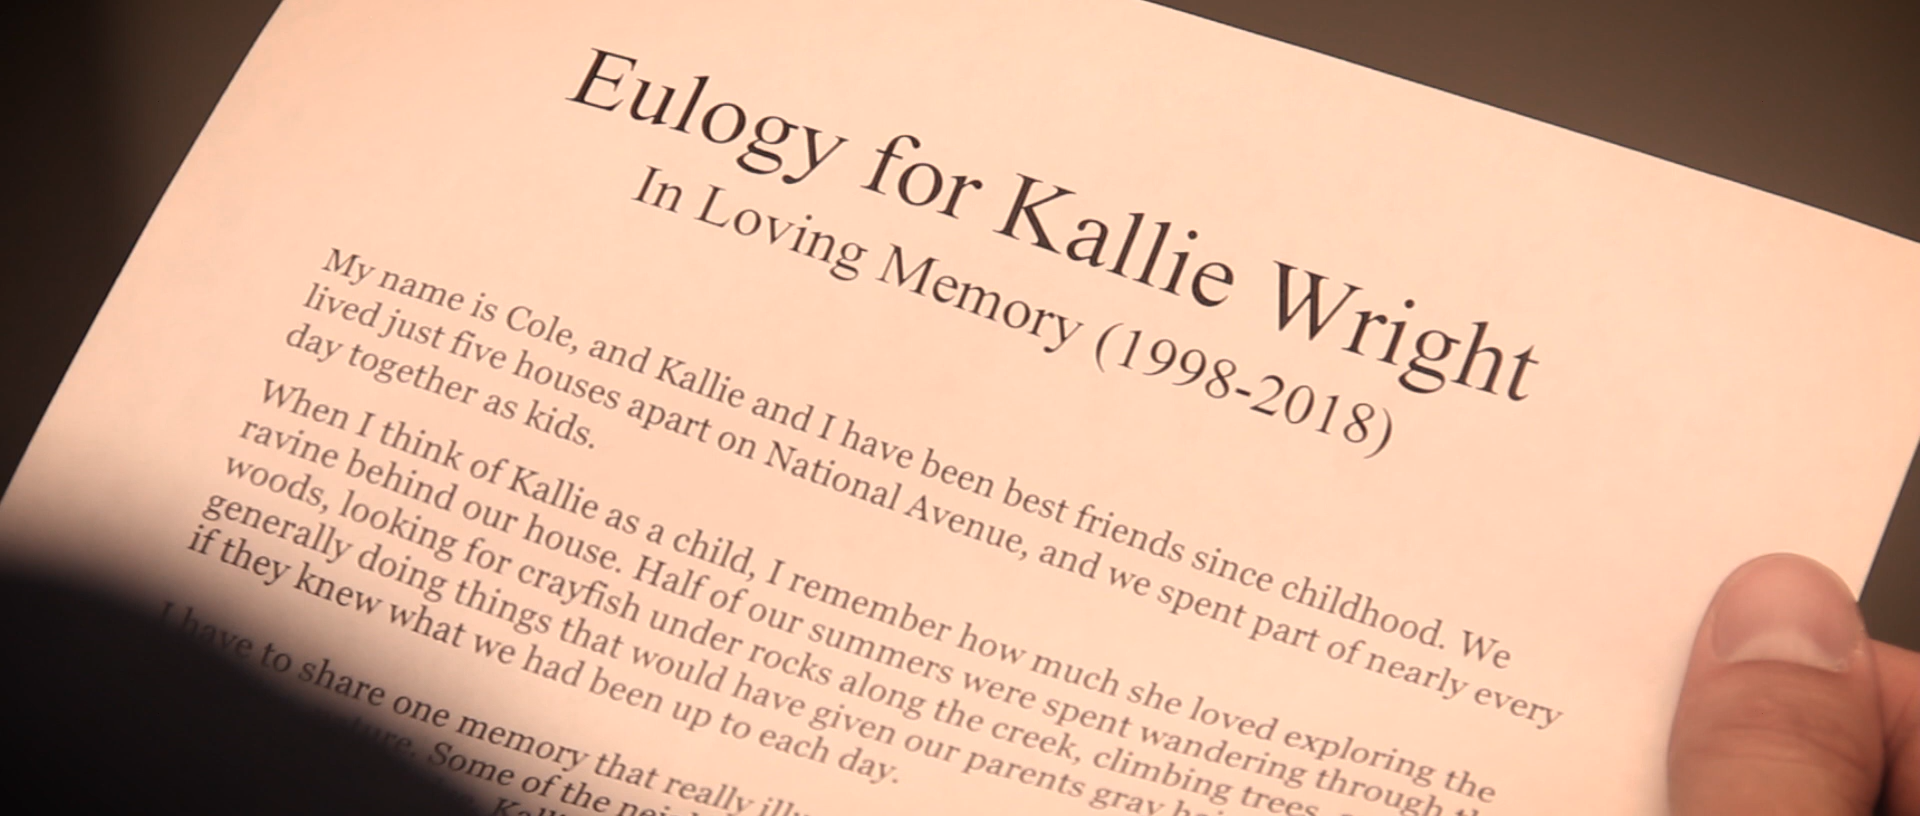 Eulogy for Kallie Wright
In Loving Memory (1998-2018)
My name is Cole, and Kallie and I have been best friends since childhood. We
lived just five houses apart on National Avenue, and we spent part of nearly every
day together as kids.
When I think of Kallie as a child, I remember how much she loved exploring the
ravine behind our house. Half of our summers were spent wandering through
woods, looking for crayfish under rocks along the creek, climbing trees,
generally doing things that would have given our parents gray
if they knew what we had been up to each day.
I have to share one memory that really
Some of the